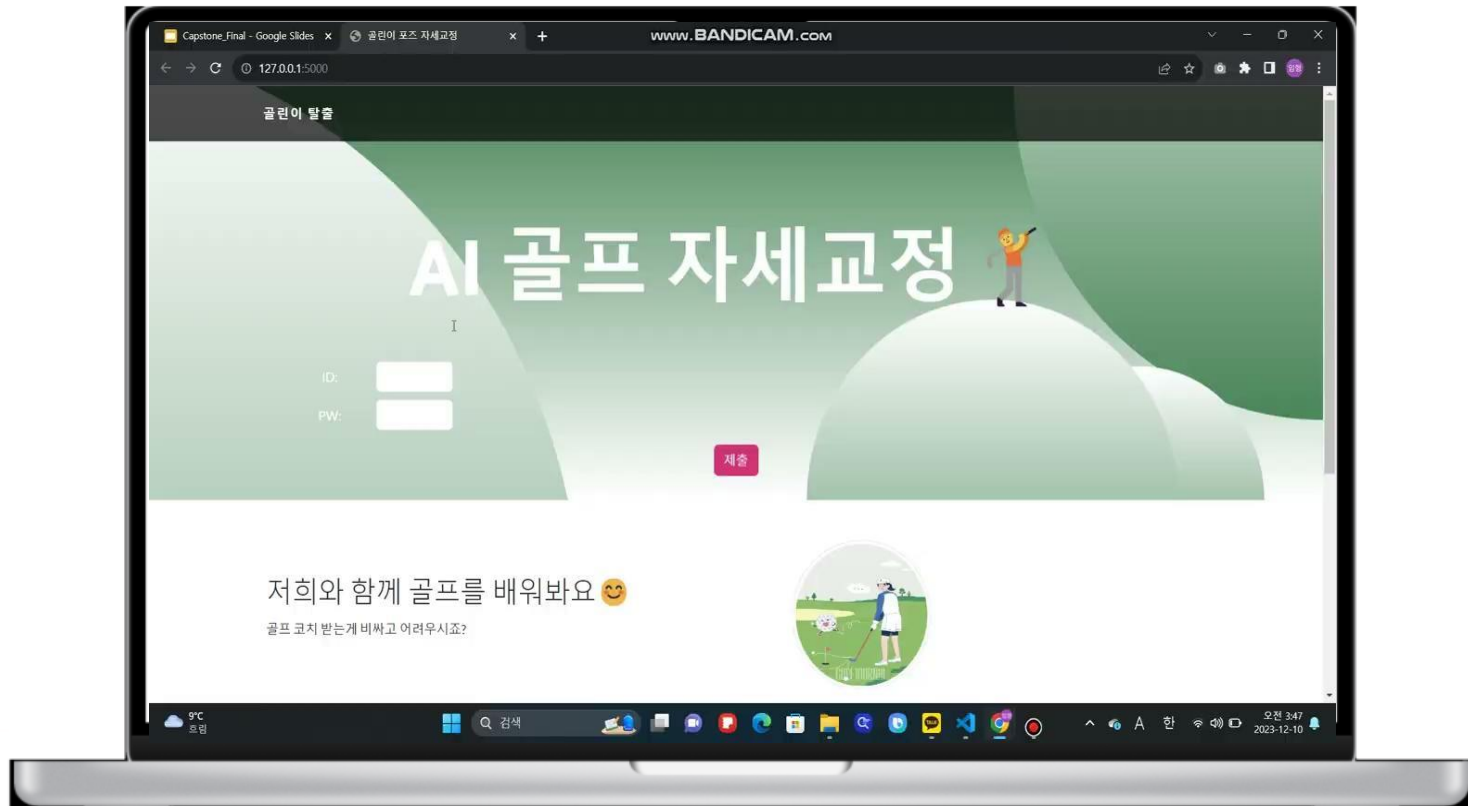 Capstone_Final - Google Slides
골린이 포즈 자세교정
www.BANDICAM.com
127.0.0.1:5000
골린이 탈출
AI 골프 자세교정
ID:
PW:
제출
저희와 함께 골프를 배워봐요
골프 코치 받는게 비싸고 어려우시죠?
9°C
흐림
검색
A 한
오전 3:47
2023-12-10